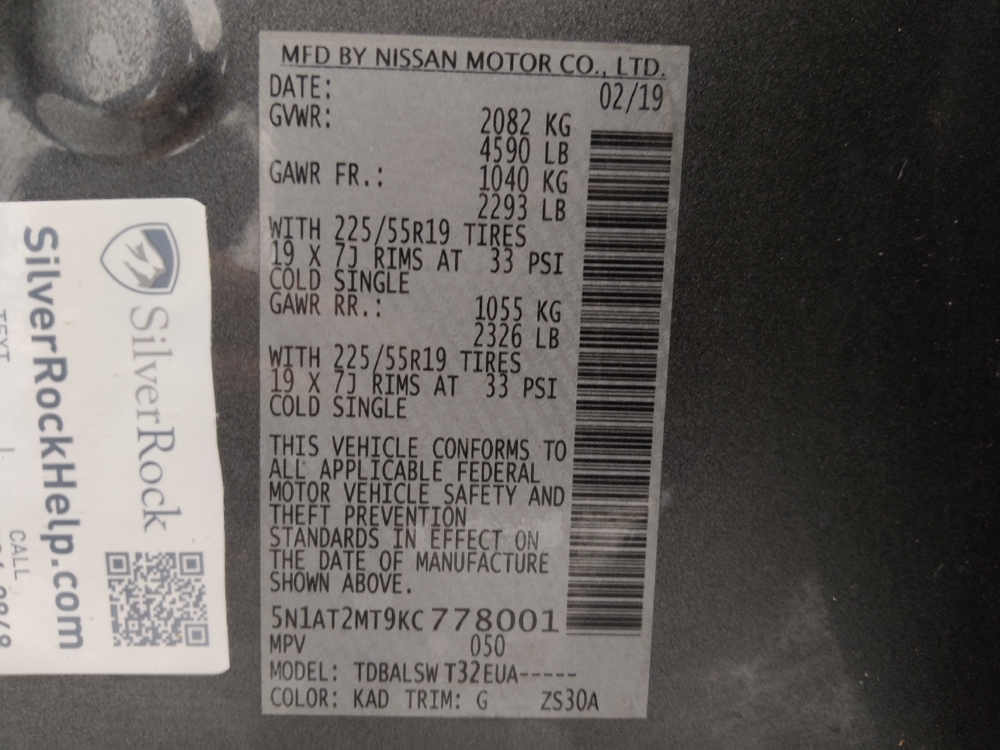 MFD BY NISSAN MOTOR CO., LTD.
DATE: 02/19
GVWR: 2082 KG
4590 LB
GAWR FR.: 1040 KG
2293 LB
WITH 225/55R19 TIRES
19 X 7J RIMS AT 33 PSI
COLD SINGLE
GAWR RR.: 1055 KG
2326 LB
WITH 225/55R19 TIRES
19 X 7J RIMS AT 33 PSI
COLD SINGLE
THIS VEHICLE CONFORMS TO
ALL APPLICABLE FEDERAL
MOTOR VEHICLE SAFETY AND
THEFT PREVENTION
STANDARDS IN EFFECT ON
THE DATE OF MANUFACTURE
SHOWN ABOVE.
5N1AT2MT9KC778001
MPV 050
MODEL: TDBALSW T32EUA-----
COLOR: KAD TRIM: G ZS30A
SilverRock
SilverRockHelp.com
TEXT
CALL